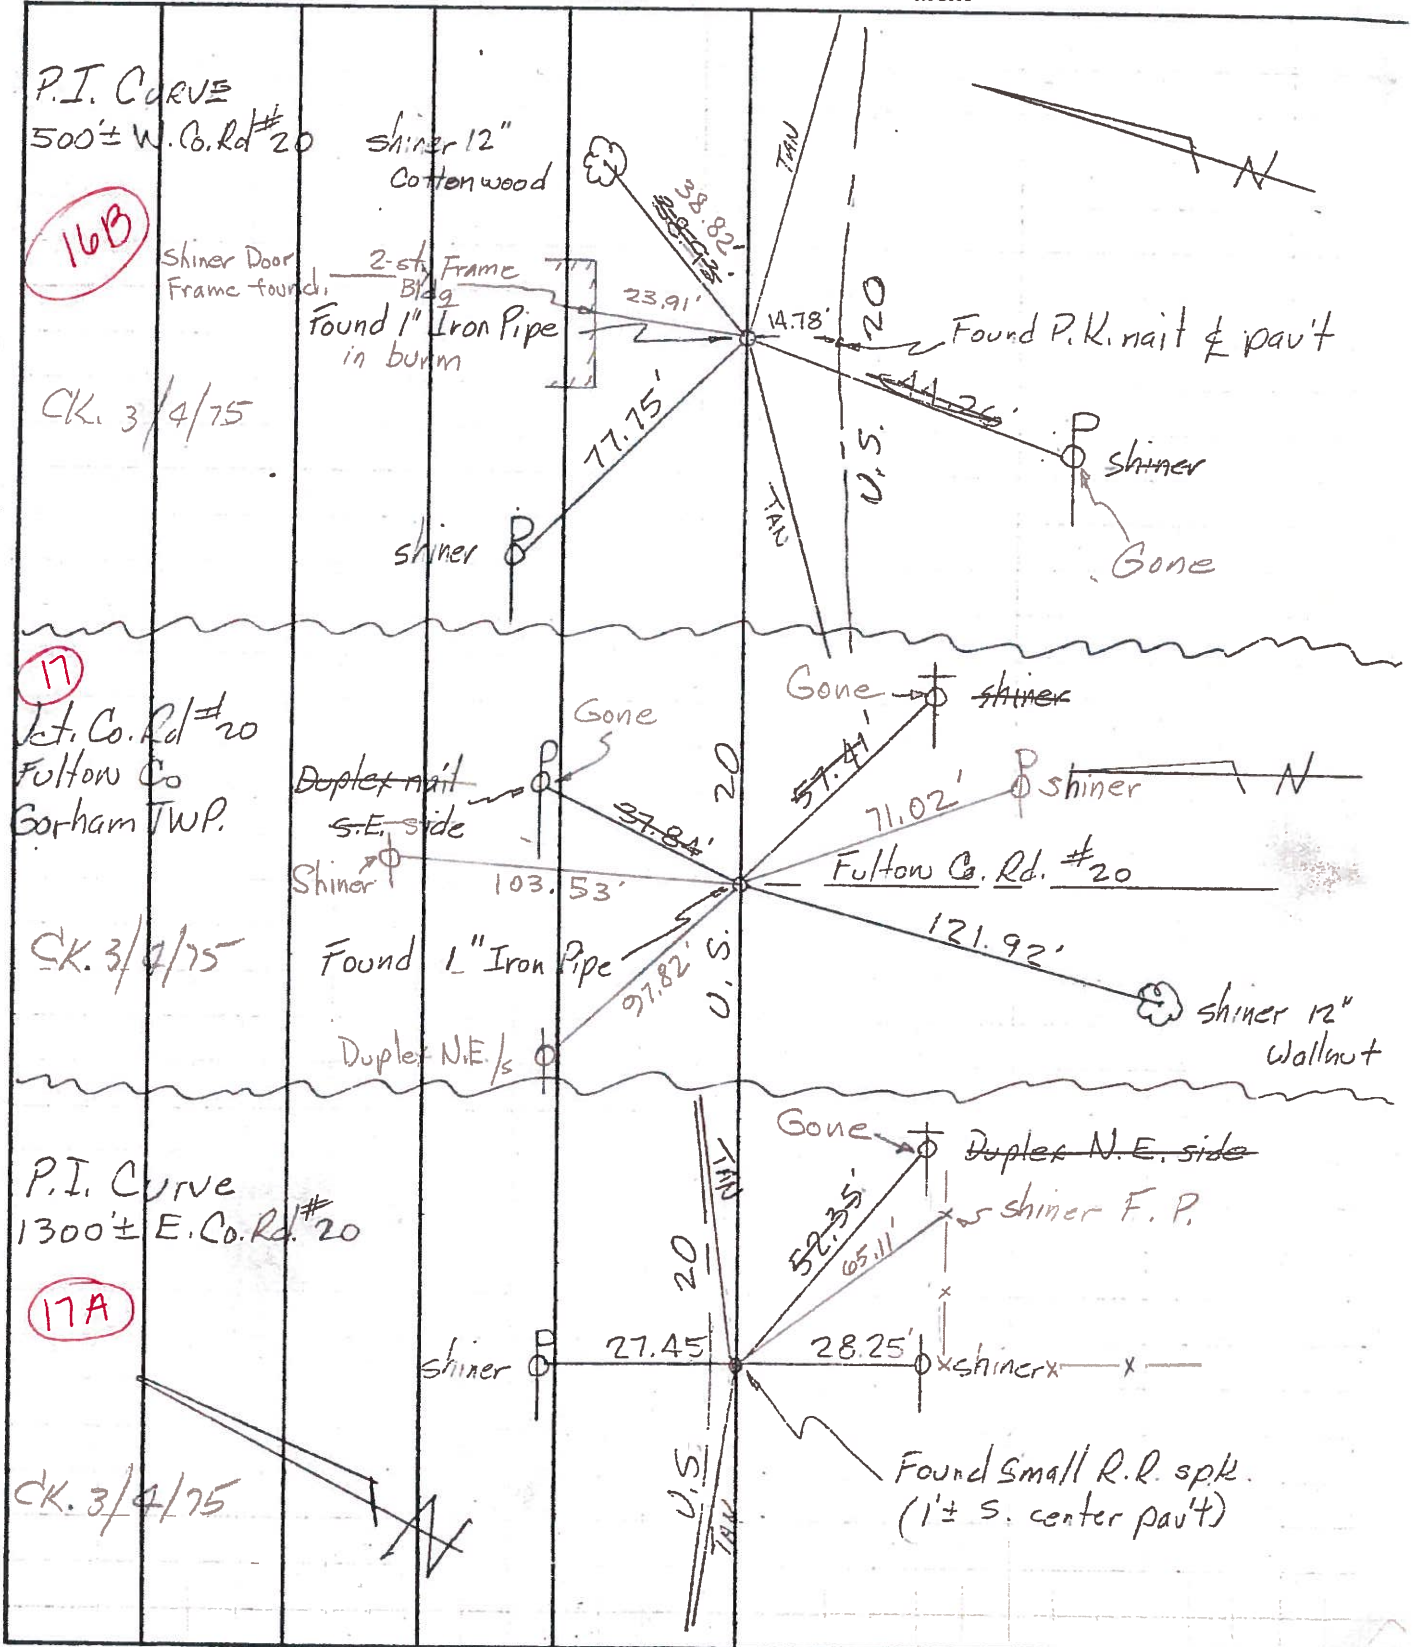 P.I. CURVE
500'± W. Co. Rd #20
16B
shiner 12"
Cottonwood
38.82'
38.93'
TAN
N
Shiner Door
Frame found.
2-sty Frame
Bldg
23.91'
14.78'
Found 1" Iron Pipe
in burm
U.S. 20
Found P.K. nail ℄ pav't
CK. 3/4/75
77.75'
44.26'
shiner
Gone
shiner
TAN
17
Jct. Co. Rd #20
Fulton Co
Gorham TWP.
Gone
shiner
Gone
Duplex nail
S.E. side
37.84'
57.41'
71.02'
shiner
N
Shiner
103.53'
U.S. 20
Fulton Co. Rd. #20
121.92'
CK. 3/4/75
Found 1" Iron Pipe
97.82'
shiner 12"
Wallnut
Duplex N.E./s
P.I. Curve
1300'± E. Co. Rd. #20
17A
TAN
Gone
Duplex N.E. side
shiner F.P.
52.35'
65.11'
U.S. 20
shiner
27.45
28.25'
shiner
N
CK. 3/4/75
TAN
Found Small R.R. spk.
(1'± S. center pav't)